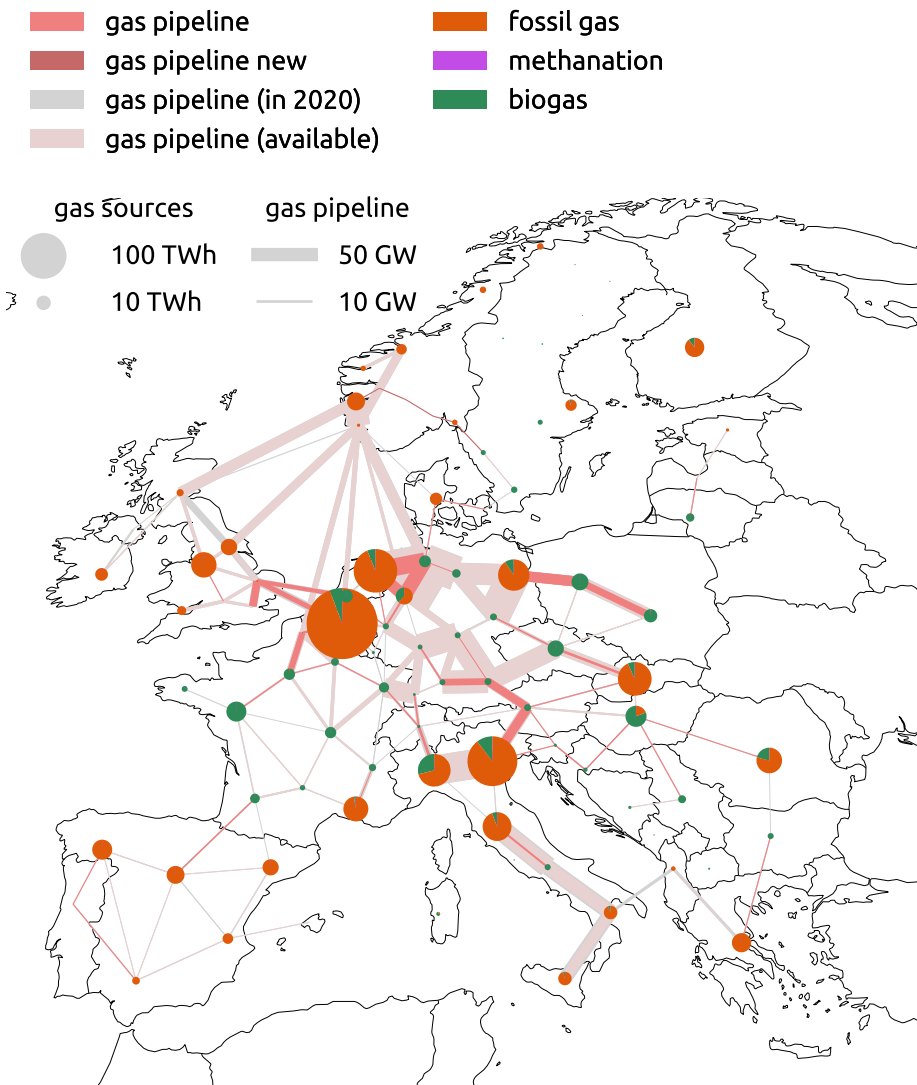 gas pipeline
gas pipeline new
gas pipeline (in 2020)
gas pipeline (available)
fossil gas
methanation
biogas
gas sources
100 TWh
10 TWh
gas pipeline
50 GW
10 GW